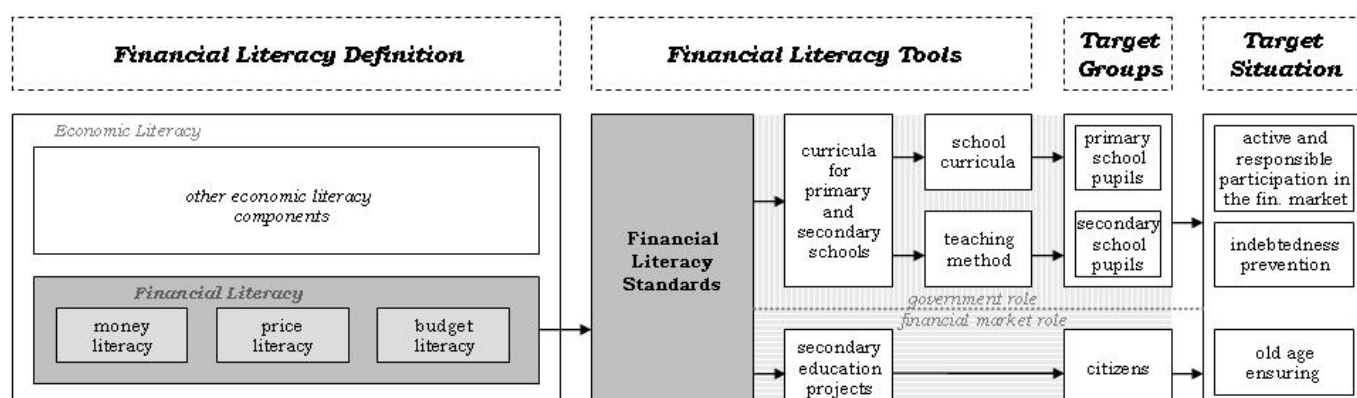 Financial Literacy Definition
Financial Literacy Tools
Target
Groups
Target
Situation
Economic Literacy
other economic literacy
components
Financial Literacy
money
literacy
price
literacy
budget
literacy
Financial
Literacy
Standards
curricula
for
primary
and
secondary
schools
school
curricula
teaching
method
primary
school
pupils
secondary
school
pupils
active and
responsible
participation in
the fin. market
indebtedness
prevention
government role
financial market role
secondary
education
projects
citizens
old age
ensuring